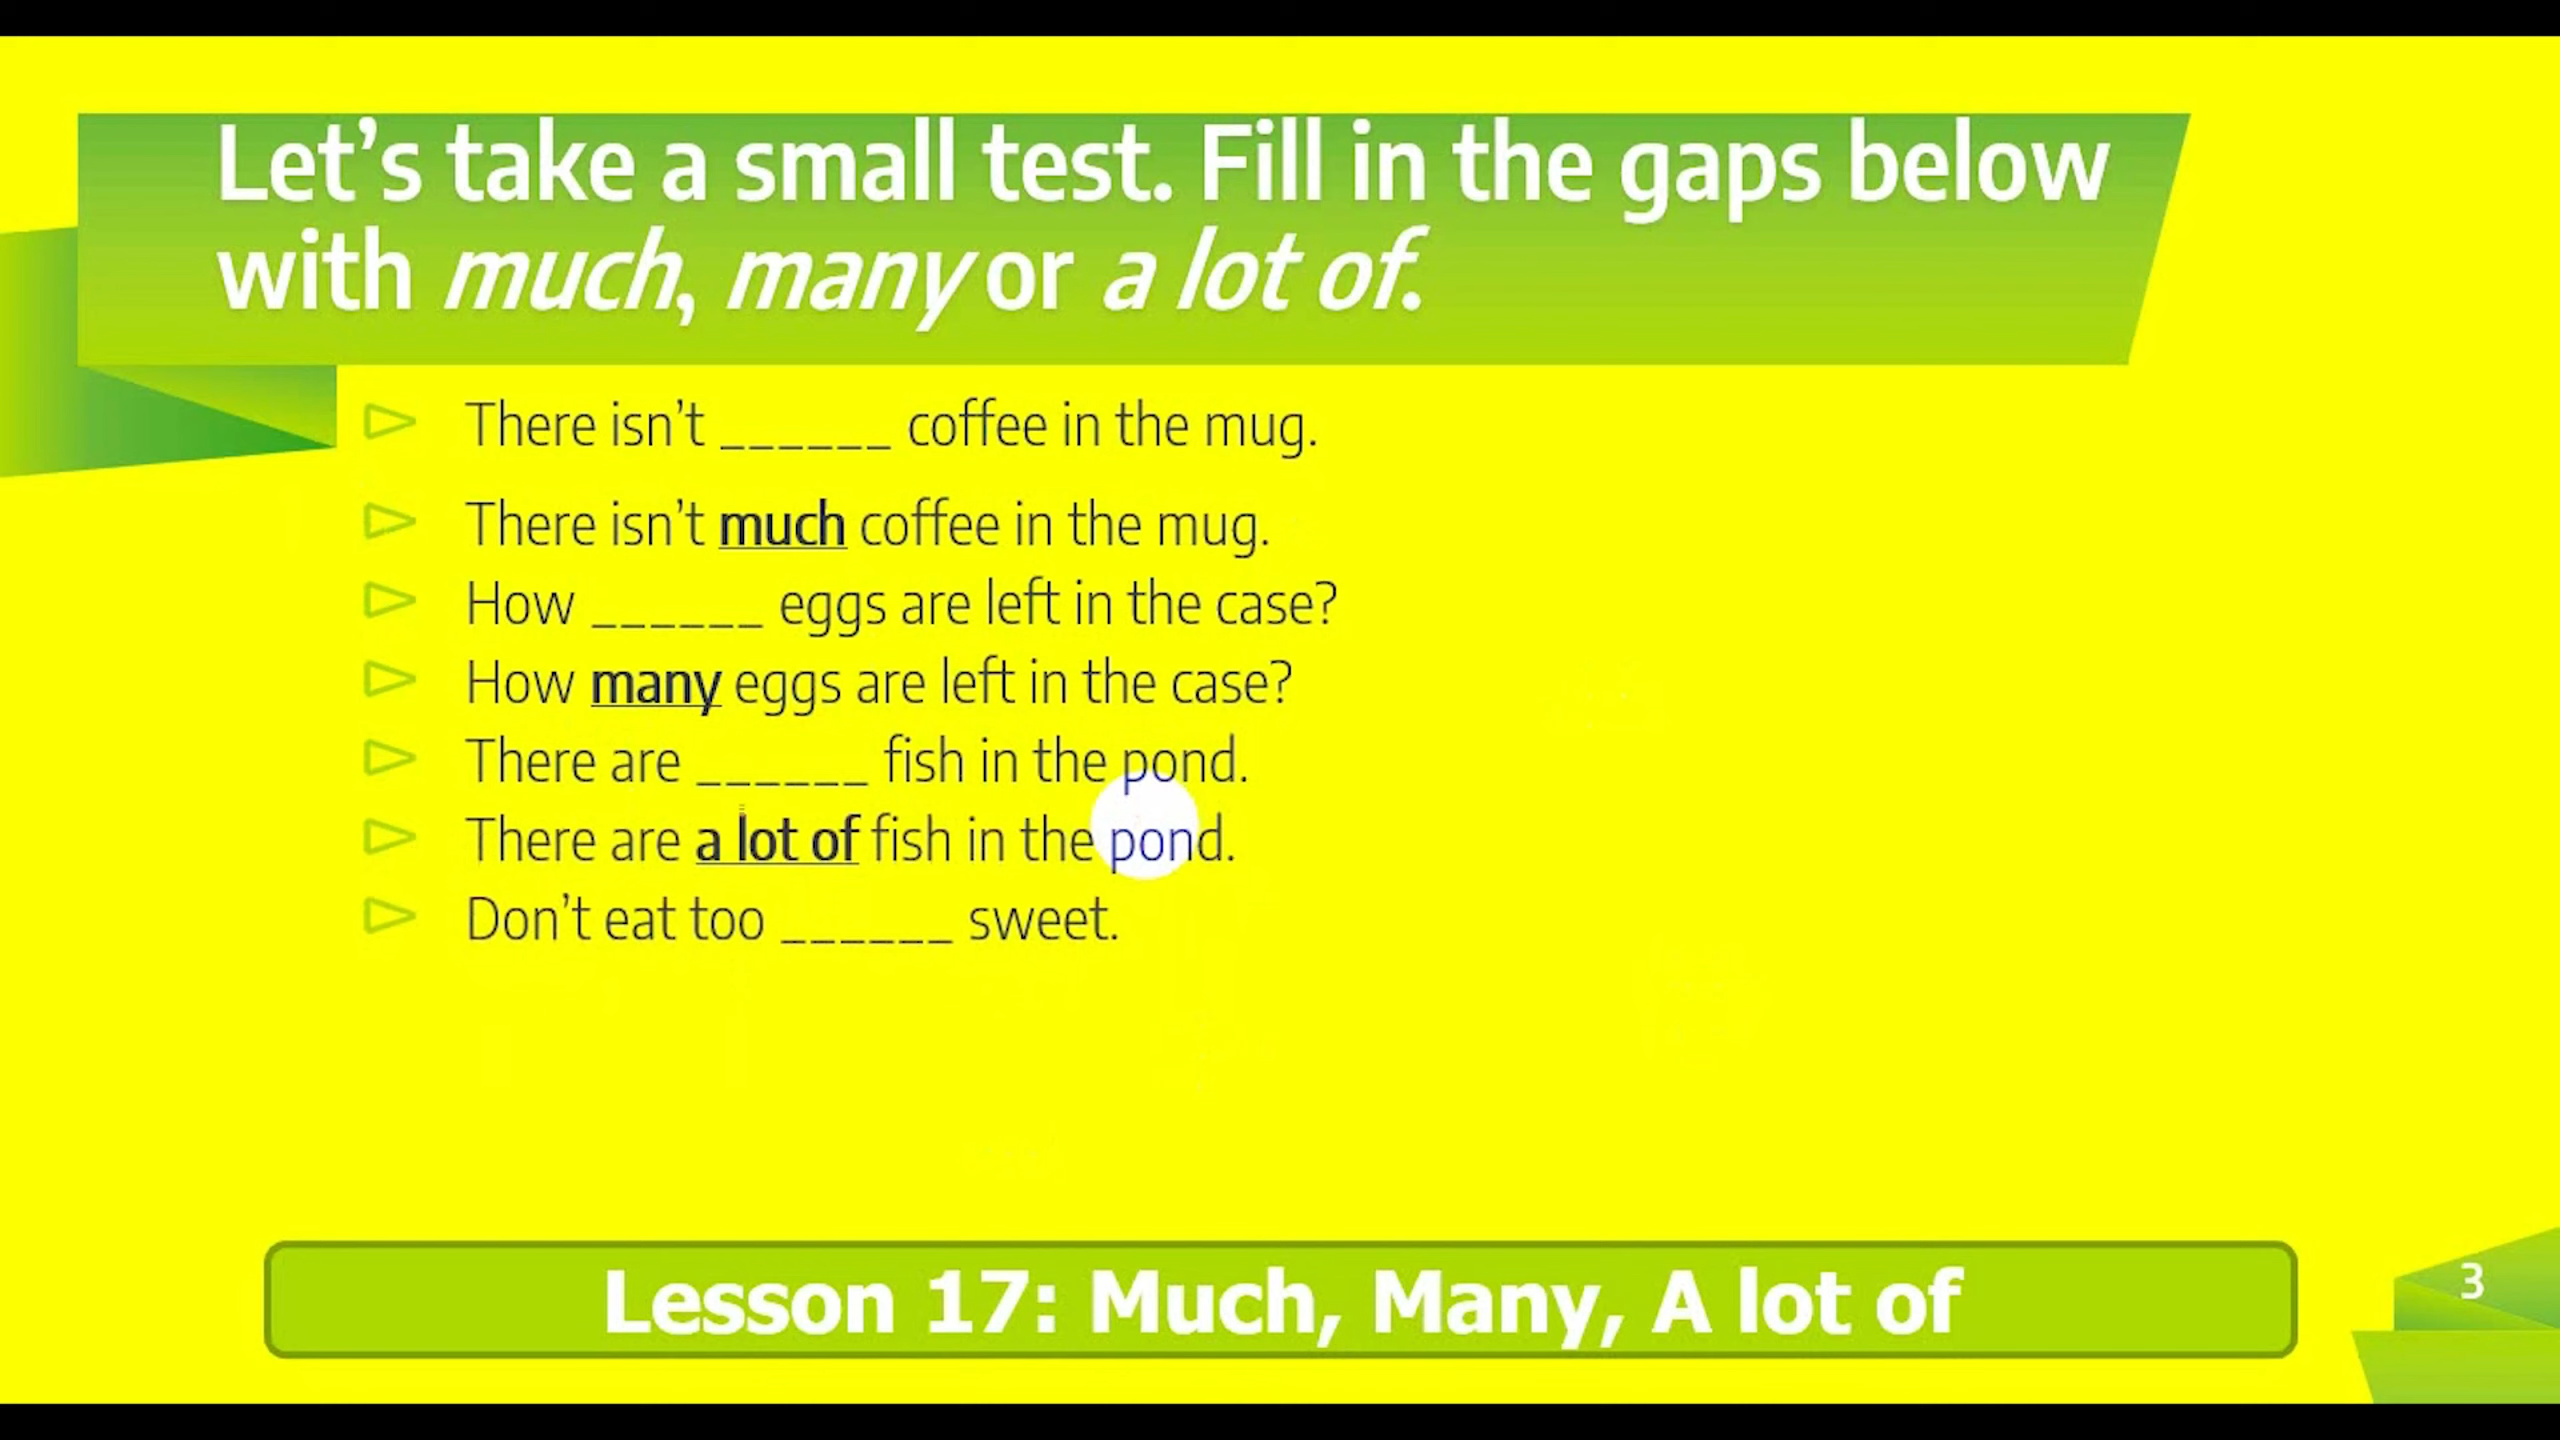 Let’s take a small test. Fill in the gaps below
with much, many or a lot of.
There isn’t ______ coffee in the mug.
There isn’t much coffee in the mug.
How ______ eggs are left in the case?
How many eggs are left in the case?
There are ______ fish in the pond.
There are a lot of fish in the pond.
Don’t eat too ______ sweet.
Lesson 17: Much, Many, A lot of
3